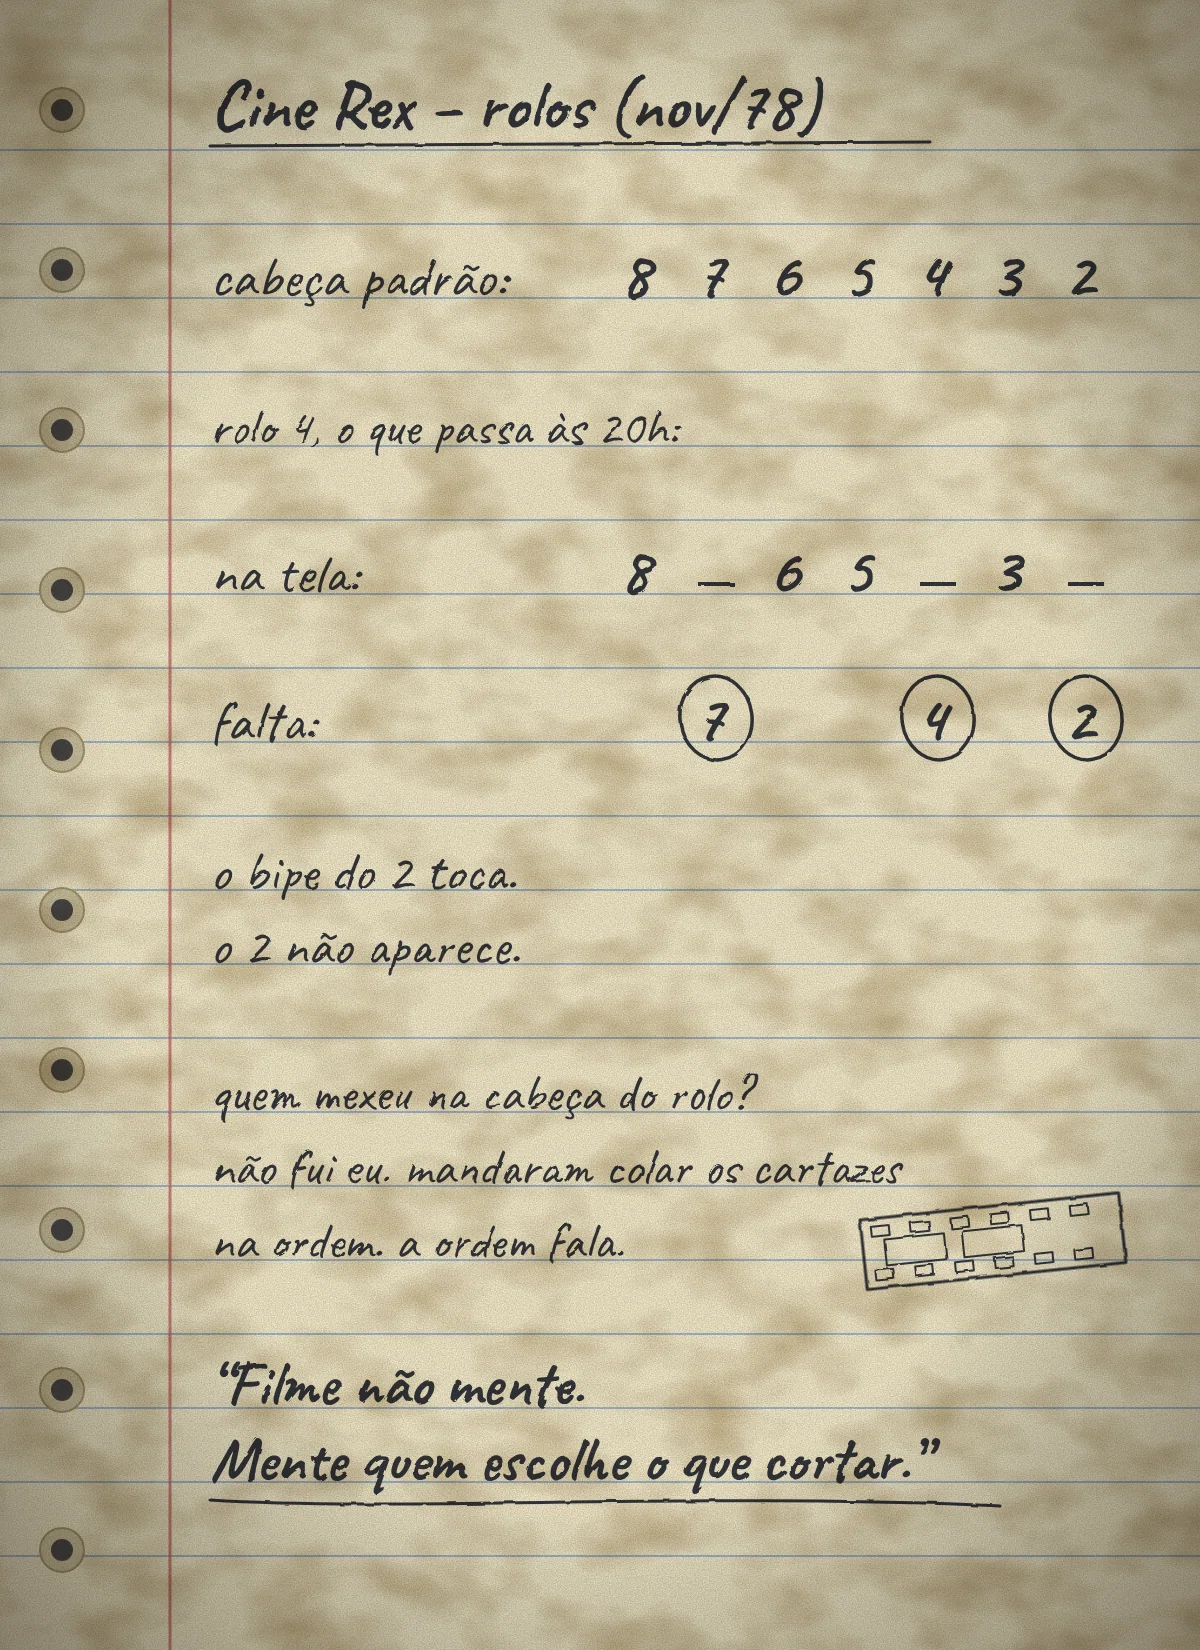 Cine Rex – rolos (nov/78)
cabeça padrão: 8 7 6 5 4 3 2
rolo 4, o que passa às 20h:
na tela: 8 _ 6 5 _ 3 _
falta: 7 4 2
o bipe do 2 toca.
o 2 não aparece.
quem mexeu na cabeça do rolo?
não fui eu. mandaram colar os cartazes
na ordem. a ordem fala.
“Filme não mente.
Mente quem escolhe o que cortar.”